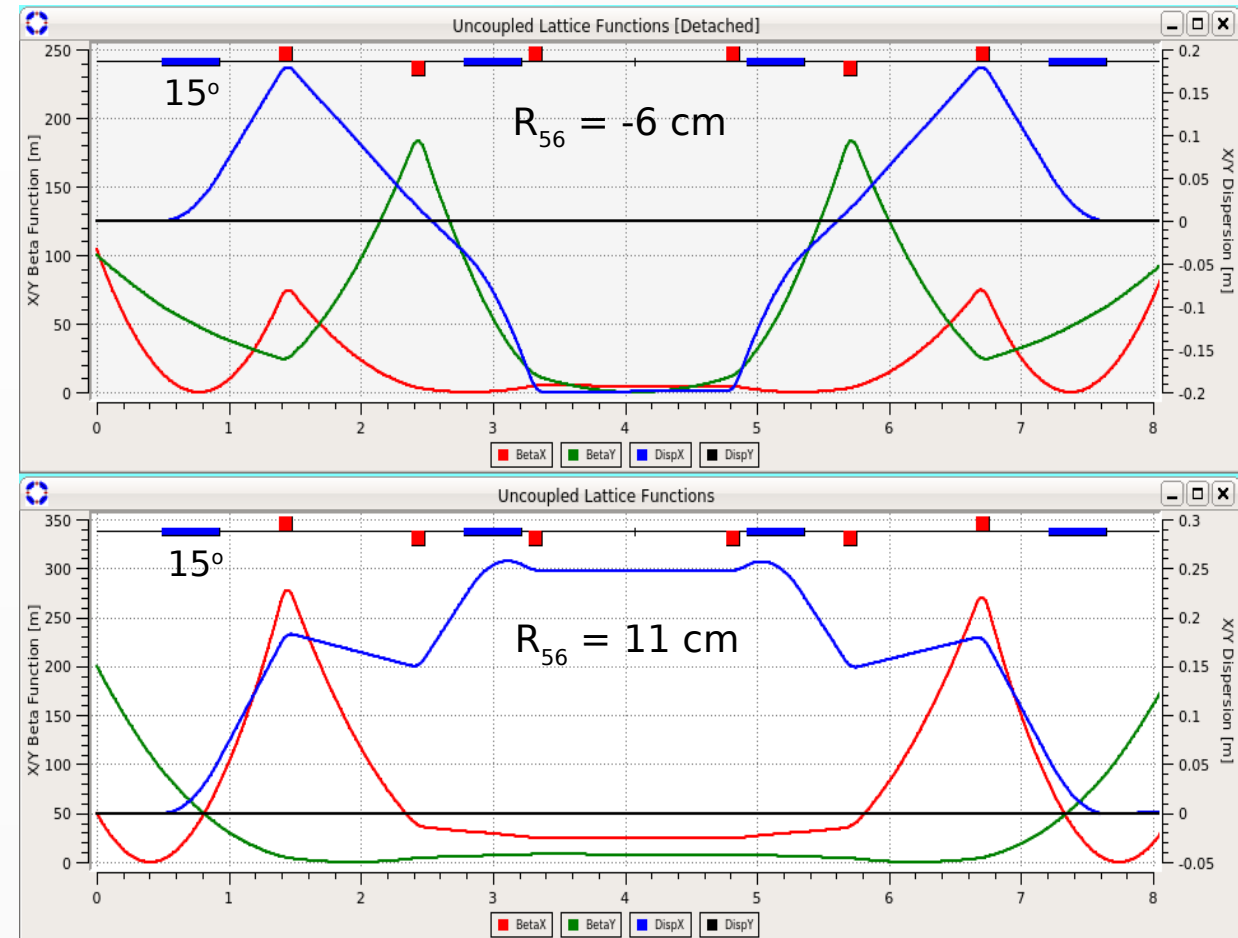 Uncoupled Lattice Functions [Detached]
X/Y Beta Function [m]
250
200
150
100
50
0
15°
R56 = -6 cm
0.2
0.15
0.1
0.05
0
-0.05
-0.1
-0.15
-0.2
X/Y Dispersion [m]
0 1 2 3 4 5 6 7 8
BetaX BetaY DispX DispY
Uncoupled Lattice Functions
X/Y Beta Function [m]
350
300
250
200
150
100
50
0
15°
R56 = 11 cm
0.3
0.25
0.2
0.15
0.1
0.05
0
-0.05
X/Y Dispersion [m]
0 1 2 3 4 5 6 7 8
BetaX BetaY DispX DispY